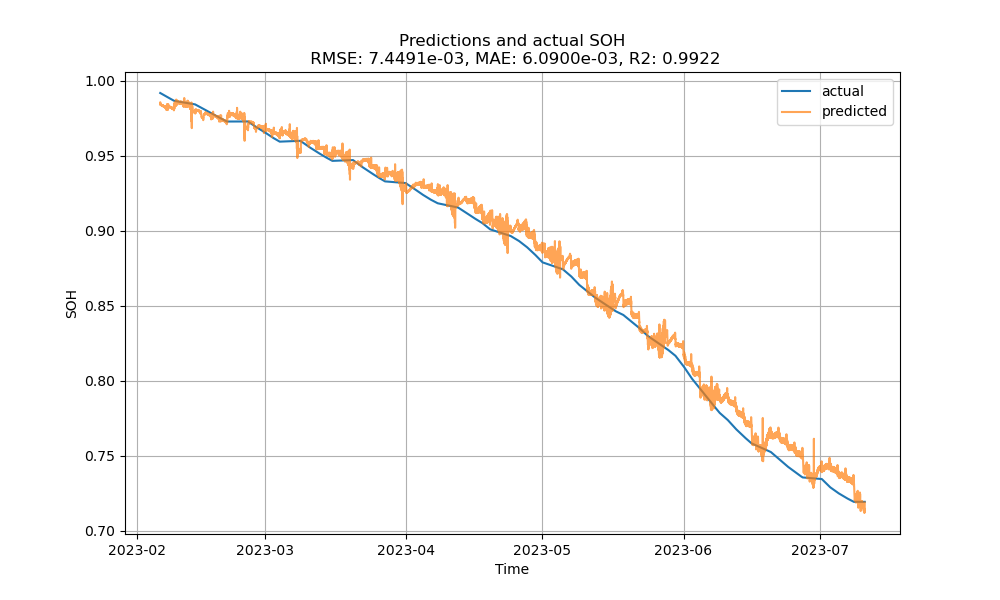 Predictions and actual SOH
RMSE: 7.4491e-03, MAE: 6.0900e-03, R2: 0.9922
actual
predicted
1.00
0.95
0.90
0.85
0.80
0.75
0.70
SOH
2023-02
2023-03
2023-04
2023-05
2023-06
2023-07
Time